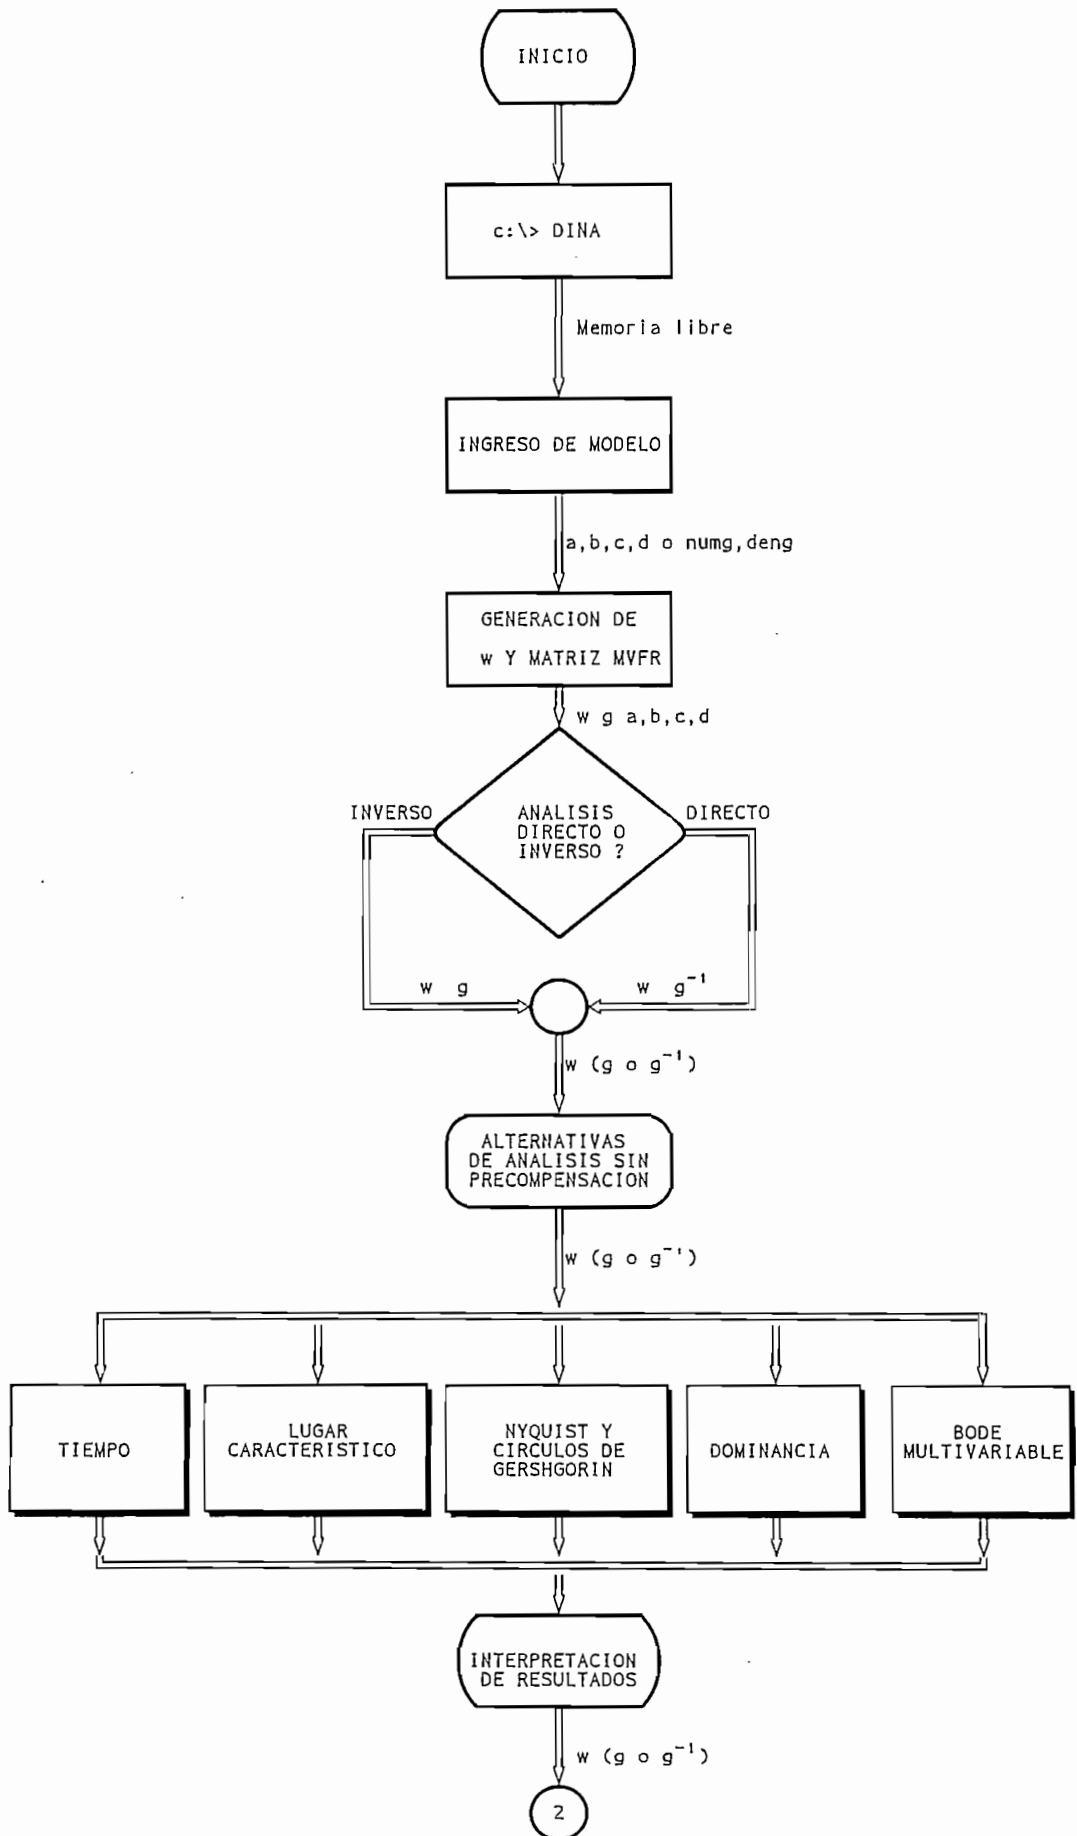 INICIO
c:\> DINA
Memoria libre
INGRESO DE MODELO
a,b,c,d o numg,deng
GENERACION DE
w Y MATRIZ MVFR
w g a,b,c,d
INVERSO
ANALISIS
DIRECTO O
INVERSO ?
DIRECTO
w g
w g⁻¹
w (g o g⁻¹)
ALTERNATIVAS
DE ANALISIS SIN
PRECOMPENSACION
w (g o g⁻¹)
TIEMPO
LUGAR
CARACTERISTICO
NYQUIST Y
CIRCULOS DE
GERSHGORIN
DOMINANCIA
BODE
MULTIVARIABLE
INTERPRETACION
DE RESULTADOS
w (g o g⁻¹)
2